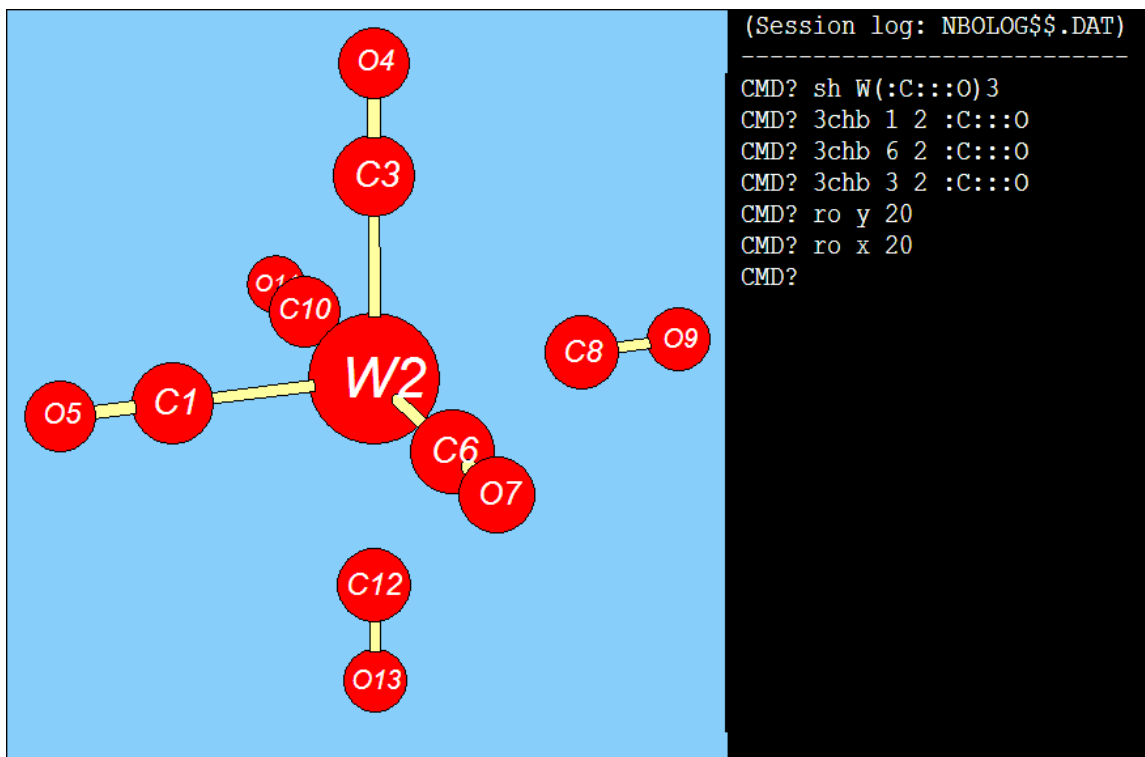 (Session log: NBOLOG$$.DAT)
----------------------------
CMD? sh W(:C:::O)3
CMD? 3chb 1 2 :C:::O
CMD? 3chb 6 2 :C:::O
CMD? 3chb 3 2 :C:::O
CMD? ro y 20
CMD? ro x 20
CMD?
O4
C3
C10
C8 O9
W2
O5 C1
C6
O7
C12
O13